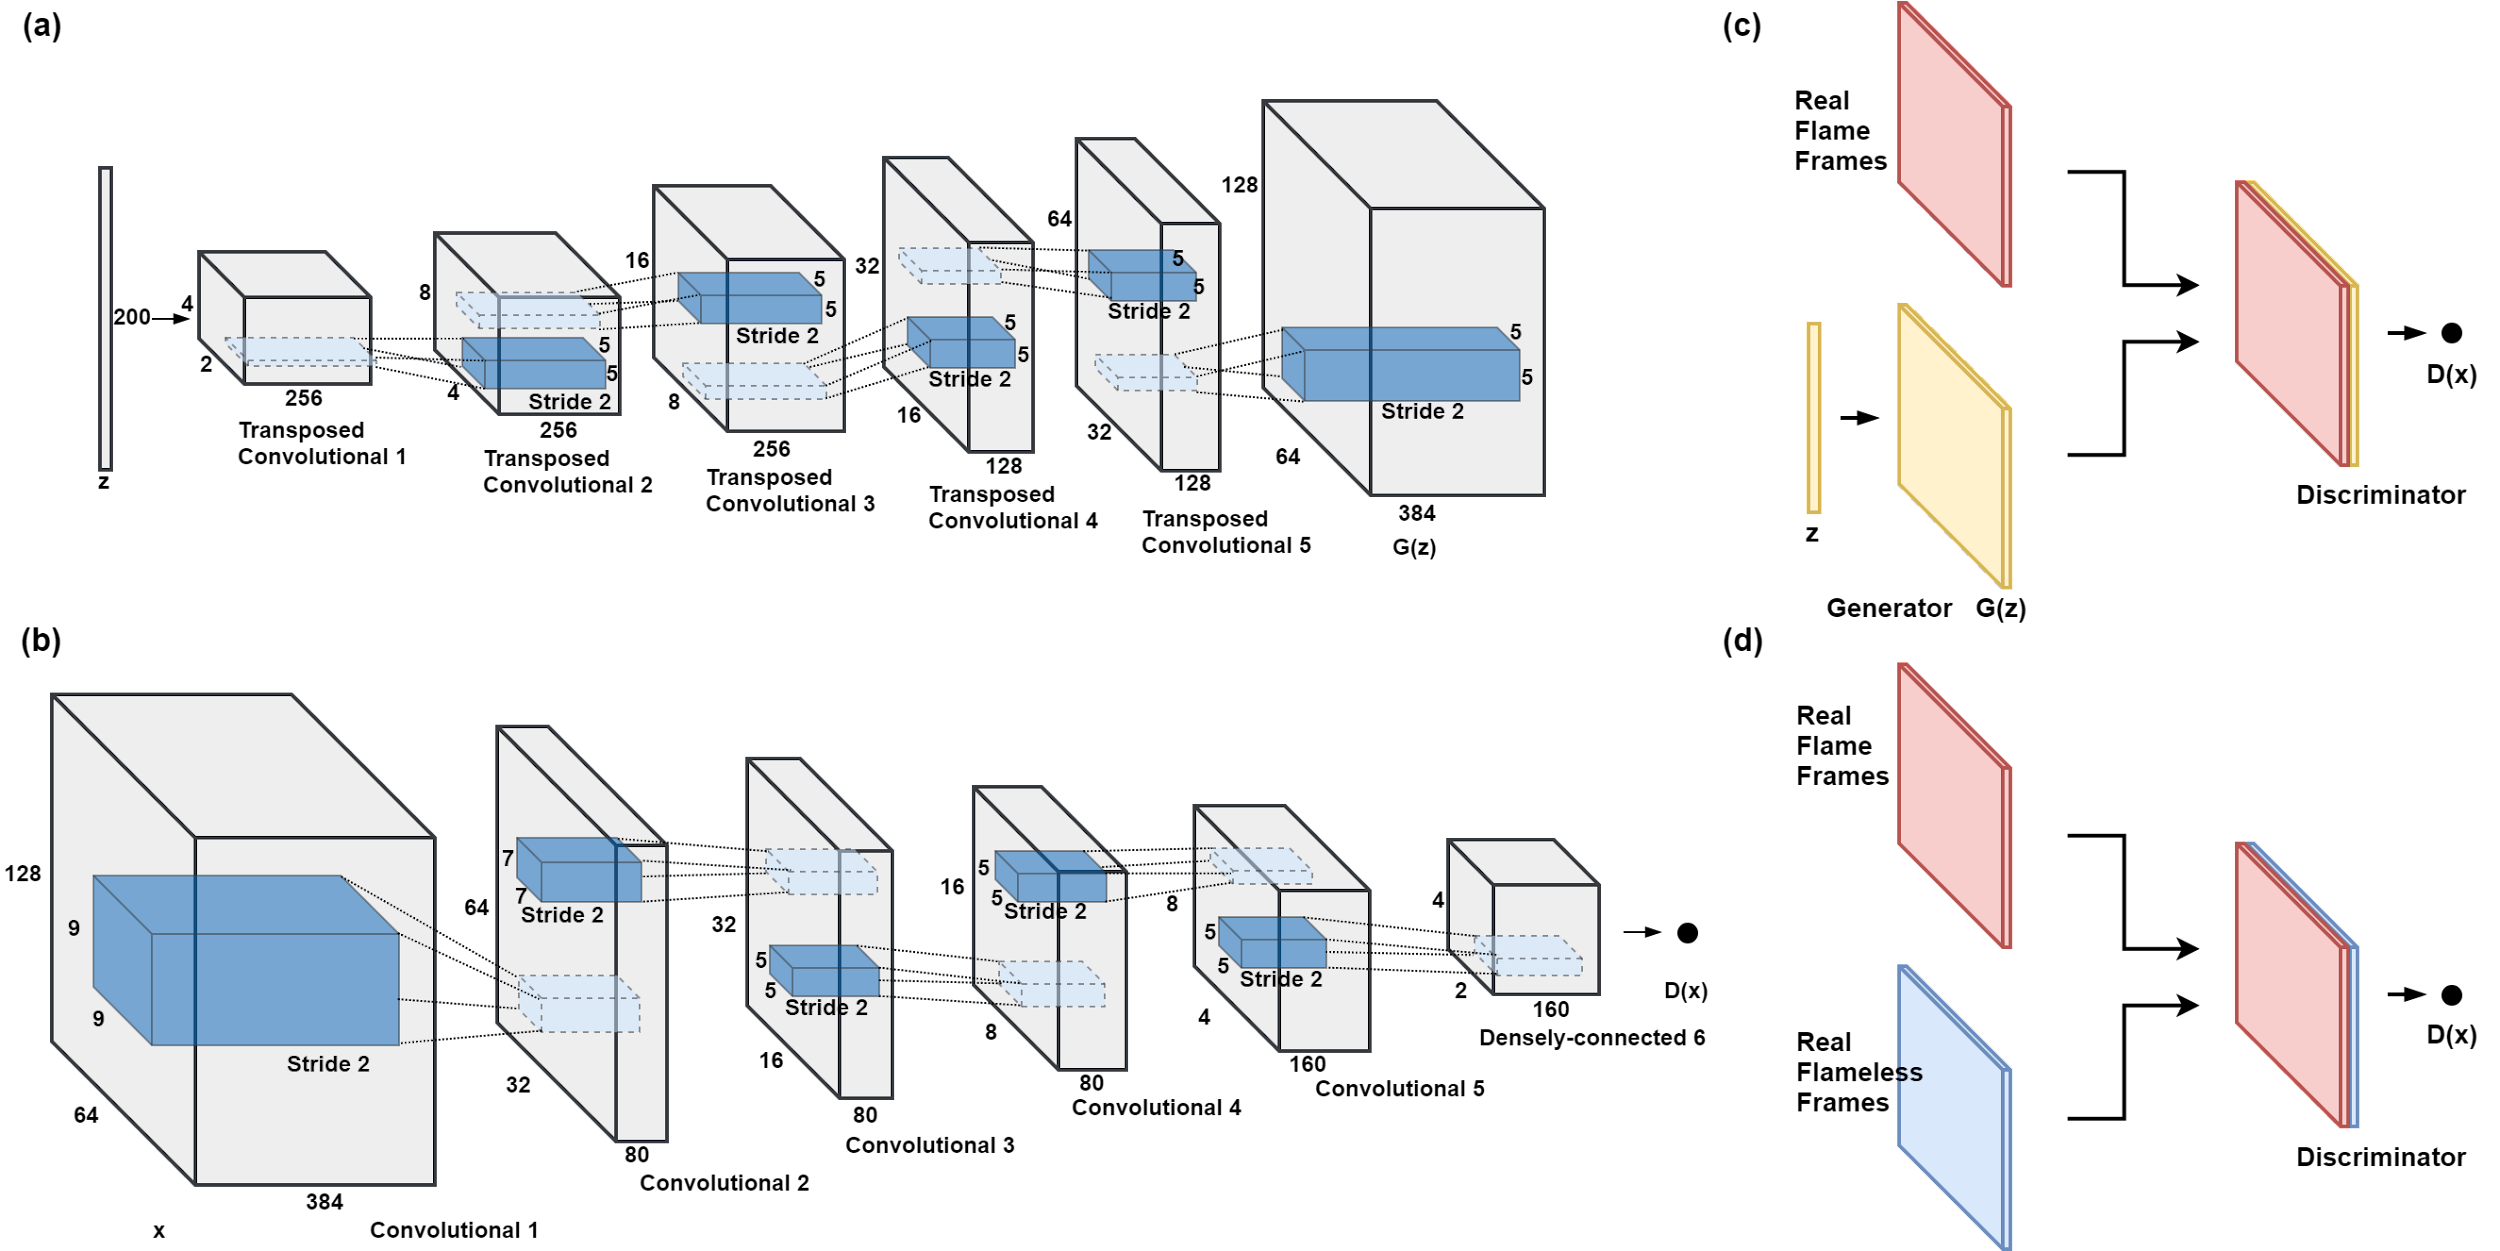 (a)
z
200
4
2
256
Transposed
Convolutional 1
8
4
5
5
Stride 2
256
Transposed
Convolutional 2
16
8
5
5
Stride 2
256
Transposed
Convolutional 3
32
16
5
5
Stride 2
128
Transposed
Convolutional 4
64
32
5
5
Stride 2
128
Transposed
Convolutional 5
128
64
5
5
Stride 2
384
G(z)
(b)
128
9
9
64
Stride 2
384
x
Convolutional 1
64
7
7
Stride 2
32
80
Convolutional 2
32
5
5
Stride 2
16
80
Convolutional 3
16
5
5
Stride 2
8
80
Convolutional 4
8
5
5
Stride 2
4
160
Convolutional 5
4
2
160
Densely-connected 6
D(x)
(c)
Real
Flame
Frames
z
Generator G(z)
Discriminator
D(x)
(d)
Real
Flame
Frames
Real
Flameless
Frames
Discriminator
D(x)